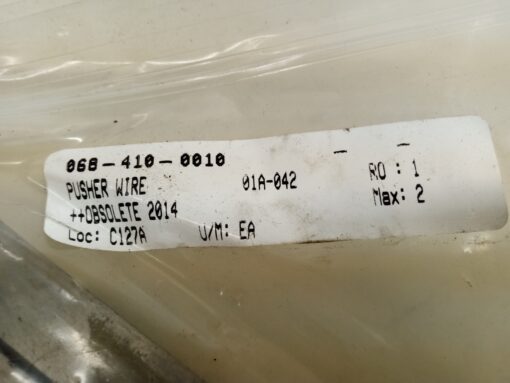 068-410-0010
PUSHER WIRE 01A-042 RO : 1
++OBSOLETE 2014 Max: 2
Loc: C127A U/M: EA